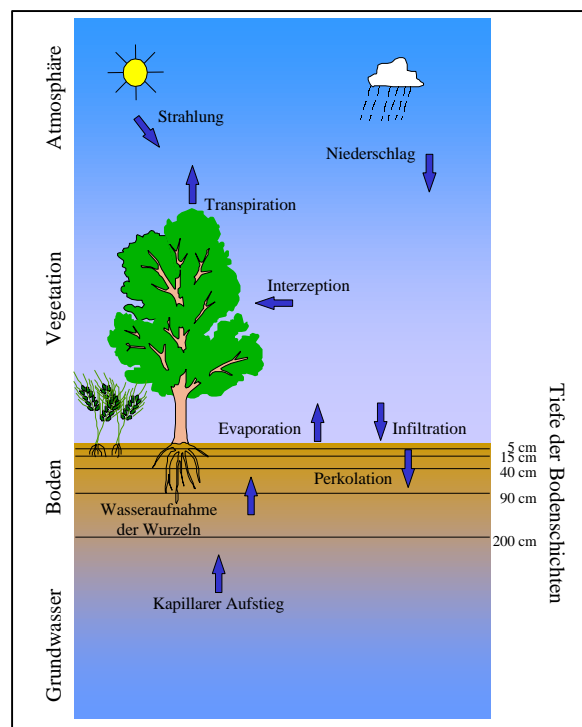 Atmosphäre
Strahlung
Niederschlag
Transpiration
Vegetation
Interzeption
Evaporation
Infiltration
Tiefe der Bodenschichten
5 cm
15 cm
Boden
40 cm
Perkolation
90 cm
Wasseraufnahme
der Wurzeln
200 cm
Kapillarer Aufstieg
Grundwasser